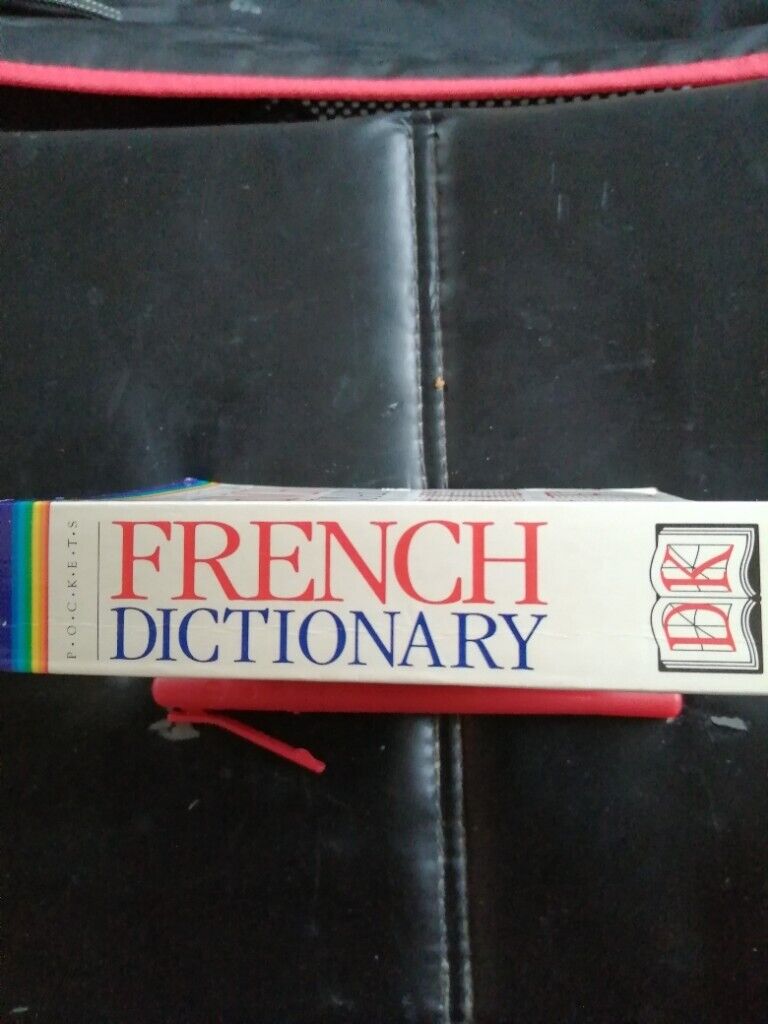 P•O•C•K•E•T•S
FRENCH
DICTIONARY
DK